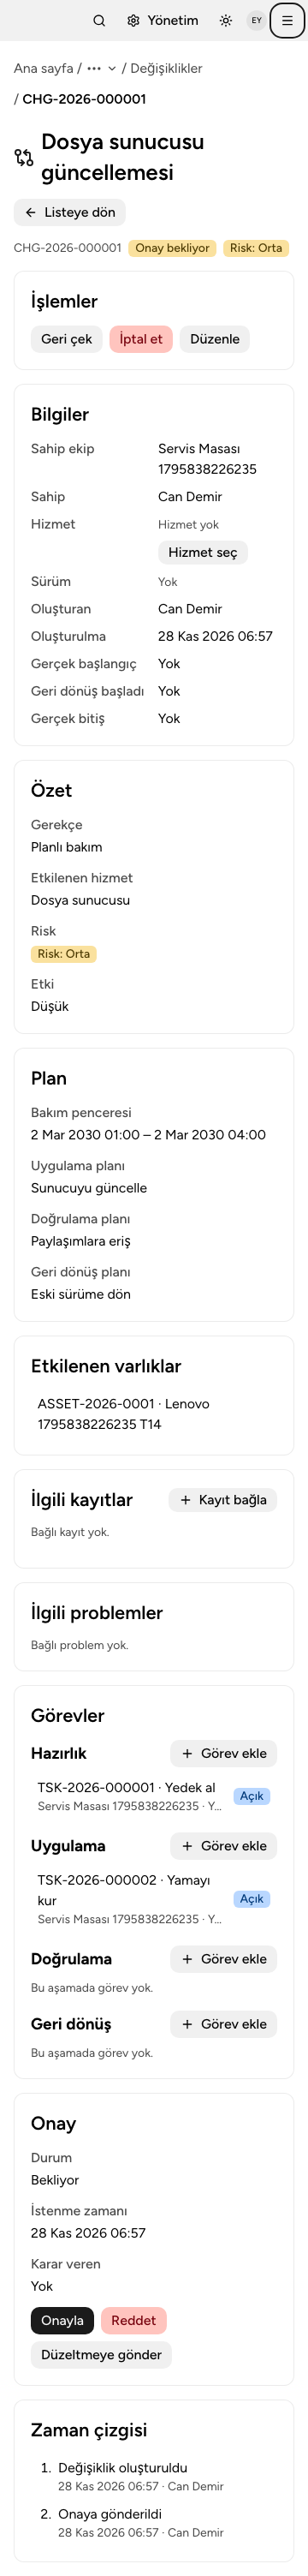 Yönetim
EY
Ana sayfa / ••• / Değişiklikler
/ CHG-2026-000001
Dosya sunucusu
güncellemesi
Listeye dön
CHG-2026-000001 Onay bekliyor Risk: Orta
İşlemler
Geri çek İptal et Düzenle
Bilgiler
Sahip ekip Servis Masası
1795838226235
Sahip Can Demir
Hizmet Hizmet yok
Hizmet seç
Sürüm Yok
Oluşturan Can Demir
Oluşturulma 28 Kas 2026 06:57
Gerçek başlangıç Yok
Geri dönüş başladı Yok
Gerçek bitiş Yok
Özet
Gerekçe
Planlı bakım
Etkilenen hizmet
Dosya sunucusu
Risk
Risk: Orta
Etki
Düşük
Plan
Bakım penceresi
2 Mar 2030 01:00 – 2 Mar 2030 04:00
Uygulama planı
Sunucuyu güncelle
Doğrulama planı
Paylaşımlara eriş
Geri dönüş planı
Eski sürüme dön
Etkilenen varlıklar
ASSET-2026-0001 · Lenovo
1795838226235 T14
İlgili kayıtlar Kayıt bağla
Bağlı kayıt yok.
İlgili problemler
Bağlı problem yok.
Görevler
Hazırlık Görev ekle
TSK-2026-000001 · Yedek al
Servis Masası 1795838226235 · Y... Açık
Uygulama Görev ekle
TSK-2026-000002 · Yamayı
kur
Servis Masası 1795838226235 · Y... Açık
Doğrulama Görev ekle
Bu aşamada görev yok.
Geri dönüş Görev ekle
Bu aşamada görev yok.
Onay
Durum
Bekliyor
İstenme zamanı
28 Kas 2026 06:57
Karar veren
Yok
Onayla Reddet
Düzeltmeye gönder
Zaman çizgisi
1. Değişiklik oluşturuldu
28 Kas 2026 06:57 · Can Demir
2. Onaya gönderildi
28 Kas 2026 06:57 · Can Demir